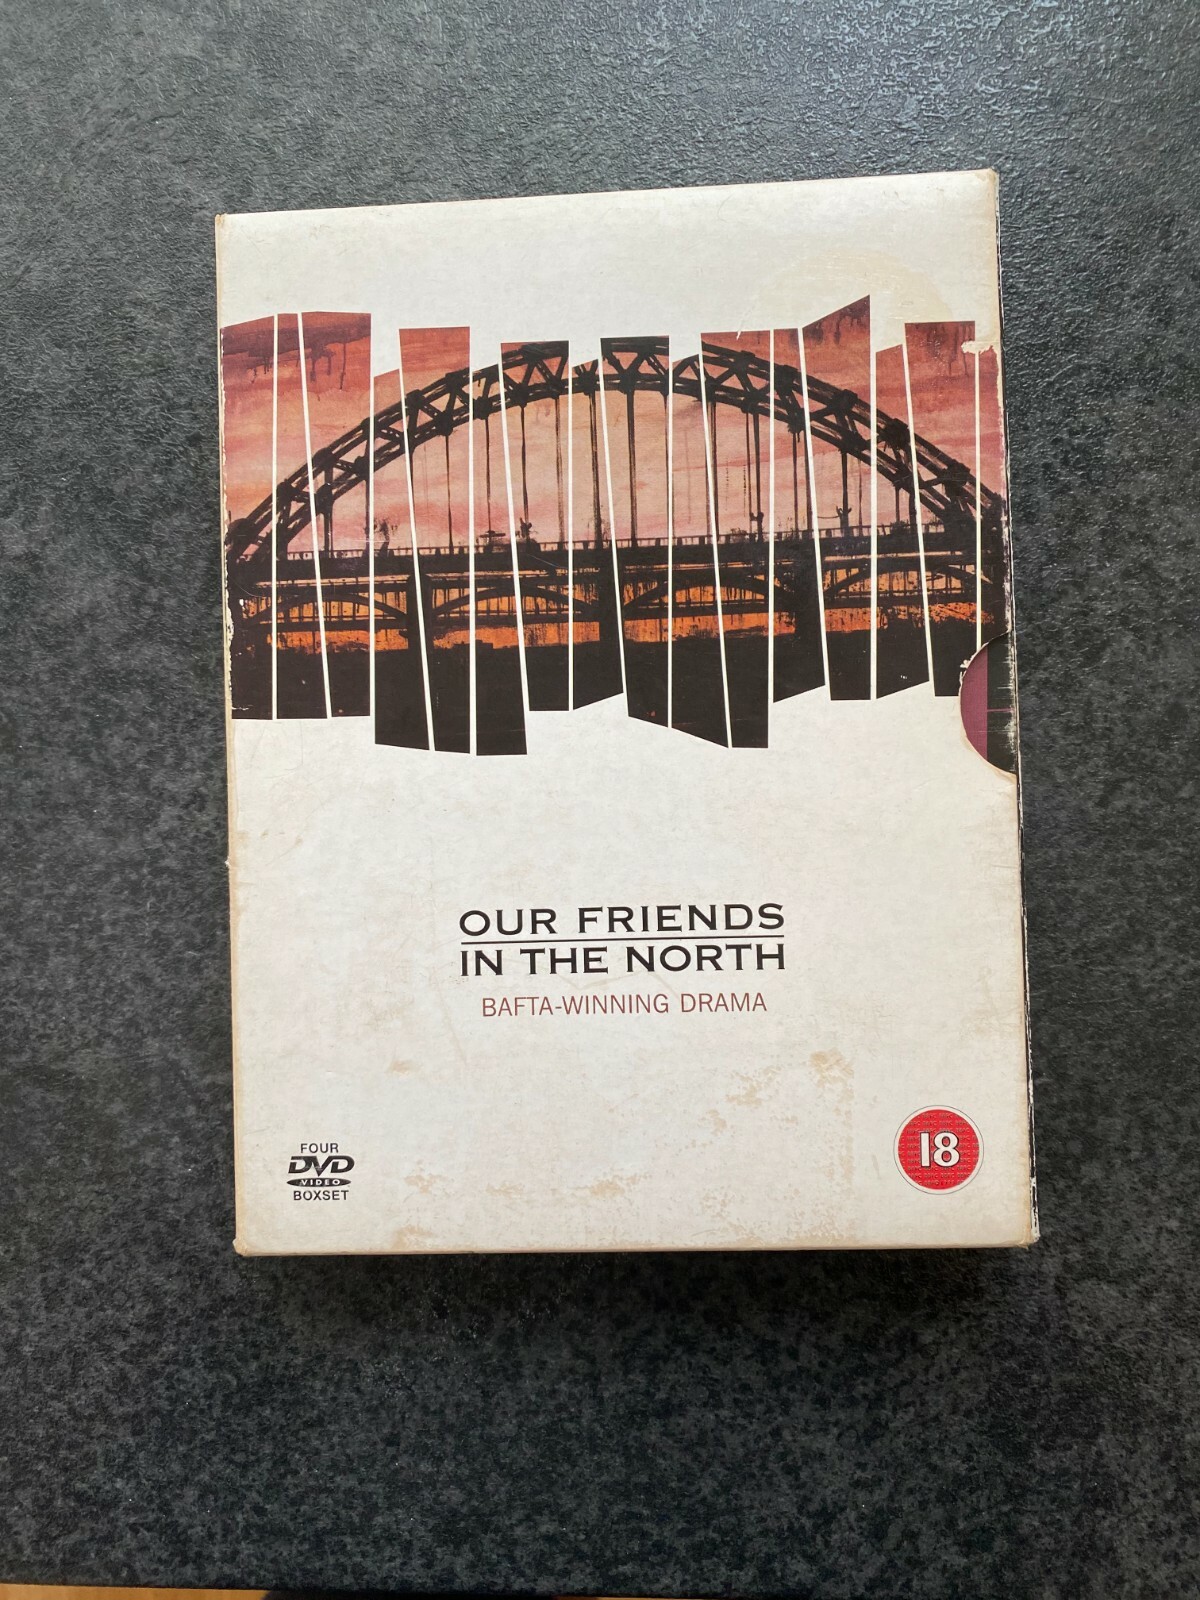 OUR FRIENDS
IN THE NORTH
BAFTA-WINNING DRAMA
FOUR
DVD
VIDEO
BOXSET
18